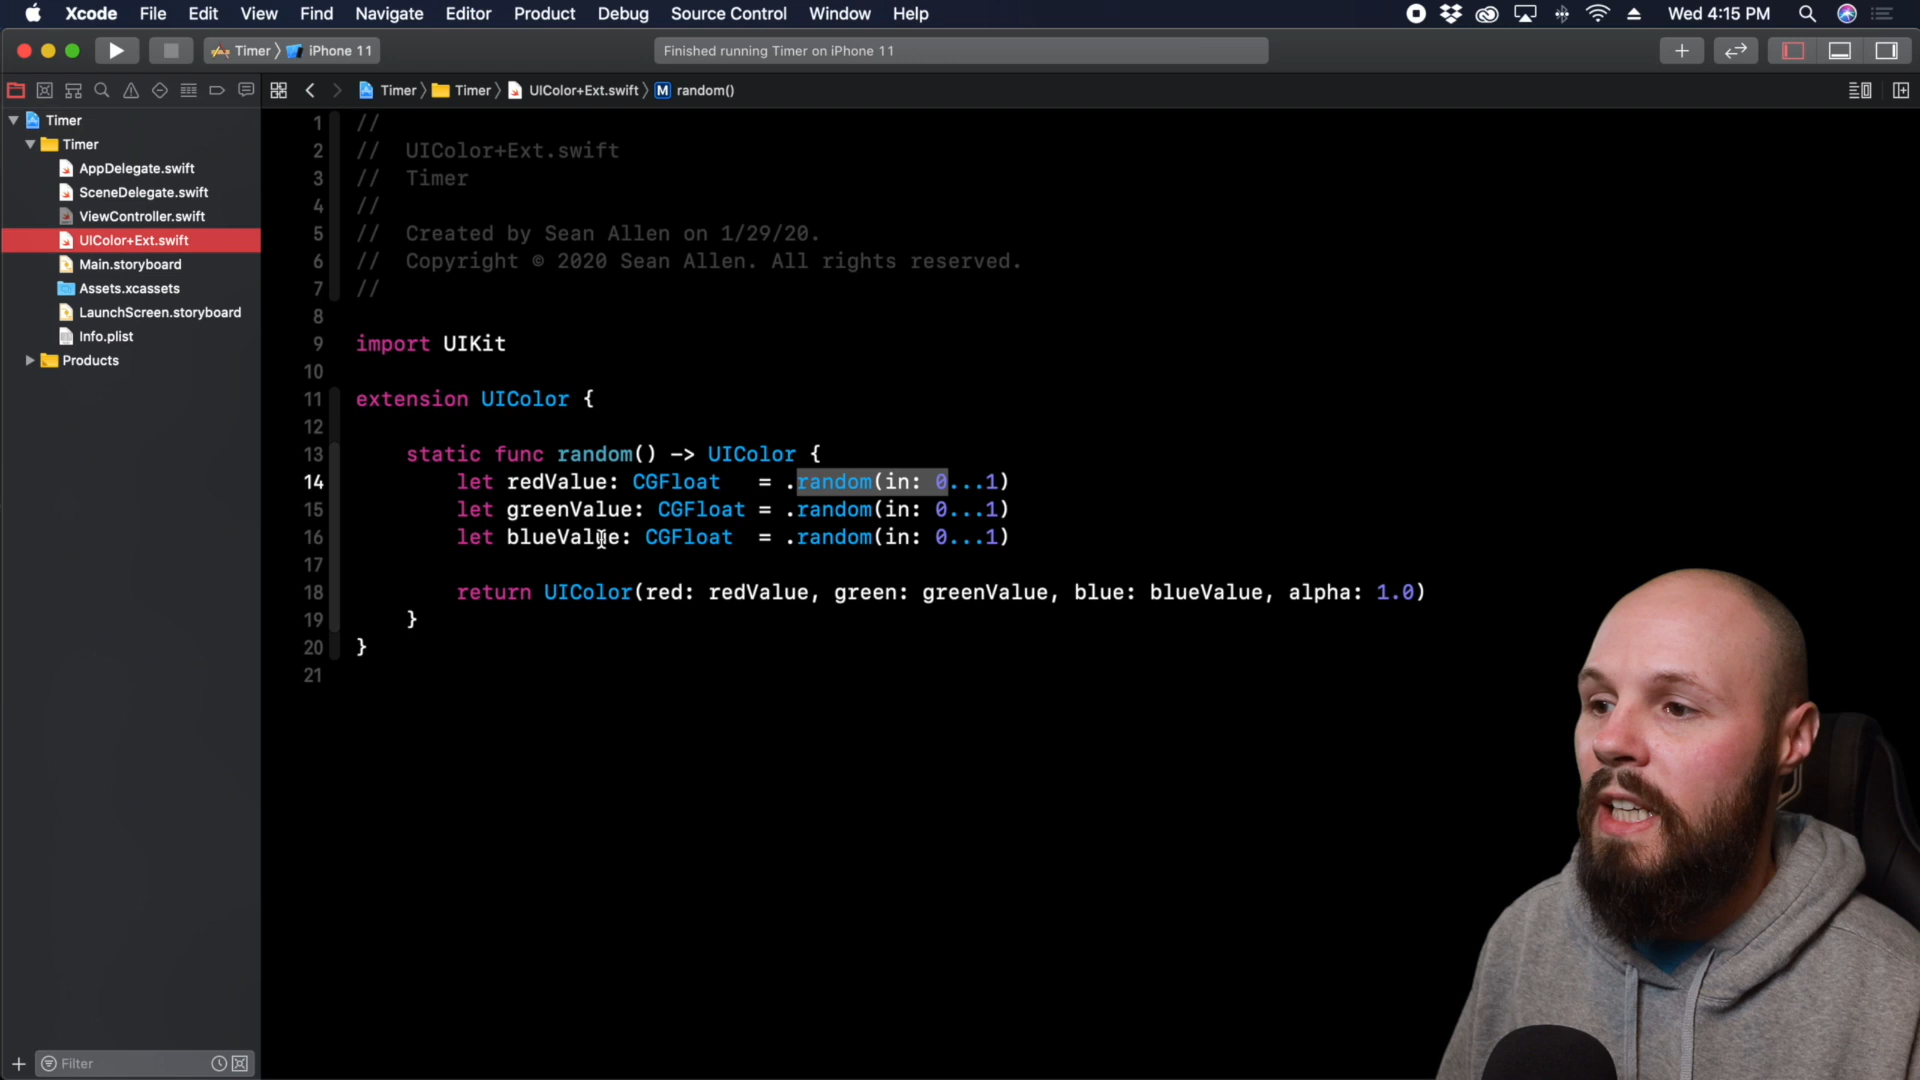 Xcode File Edit View Find Navigate Editor Product Debug Source Control Window Help Wed 4:15 PM
Timer iPhone 11 Finished running Timer on iPhone 11
Timer Timer UIColor+Ext.swift M random()
Timer
Timer
AppDelegate.swift
SceneDelegate.swift
ViewController.swift
UIColor+Ext.swift
Main.storyboard
Assets.xcassets
LaunchScreen.storyboard
Info.plist
Products
Filter
1 //
2 // UIColor+Ext.swift
3 // Timer
4 //
5 // Created by Sean Allen on 1/29/20.
6 // Copyright © 2020 Sean Allen. All rights reserved.
7 //
8
9 import UIKit
10
11 extension UIColor {
12
13 static func random() -> UIColor {
14 let redValue: CGFloat = .random(in: 0...1)
15 let greenValue: CGFloat = .random(in: 0...1)
16 let blueValue: CGFloat = .random(in: 0...1)
17
18 return UIColor(red: redValue, green: greenValue, blue: blueValue, alpha: 1.0)
19 }
20 }
21